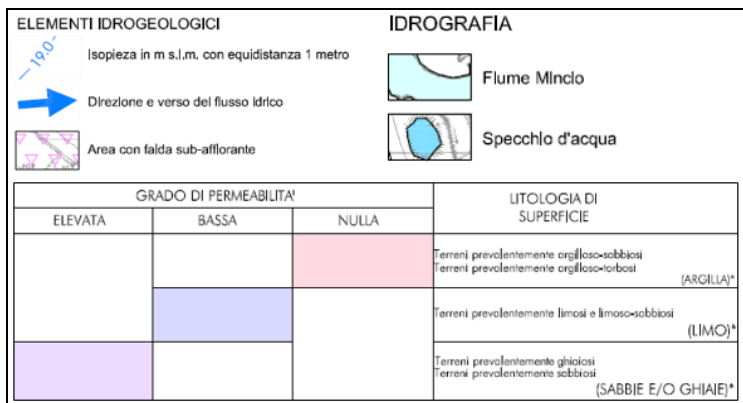 ELEMENTI IDROGEOLOGICI
19.0
Isopieza in m s.l.m. con equidistanza 1 metro
Direzione e verso del flusso idrico
Area con falda sub-affiorante
IDROGRAFIA
Fiume Mincio
Specchio d'acqua
GRADO DI PERMEABILITA'
LITOLOGIA DI
SUPERFICIE
ELEVATA BASSA NULLA
Terreni prevalentemente argilloso-sabbiosi
Terreni prevalentemente argilloso-torbosi
(ARGILLA)*
Terreni prevalentemente limosi e limoso-sabbiosi
(LIMO)*
Terreni prevalentemente ghiaiosi
Terreni prevalentemente sabbiosi
(SABBIE E/O GHIAIE)*